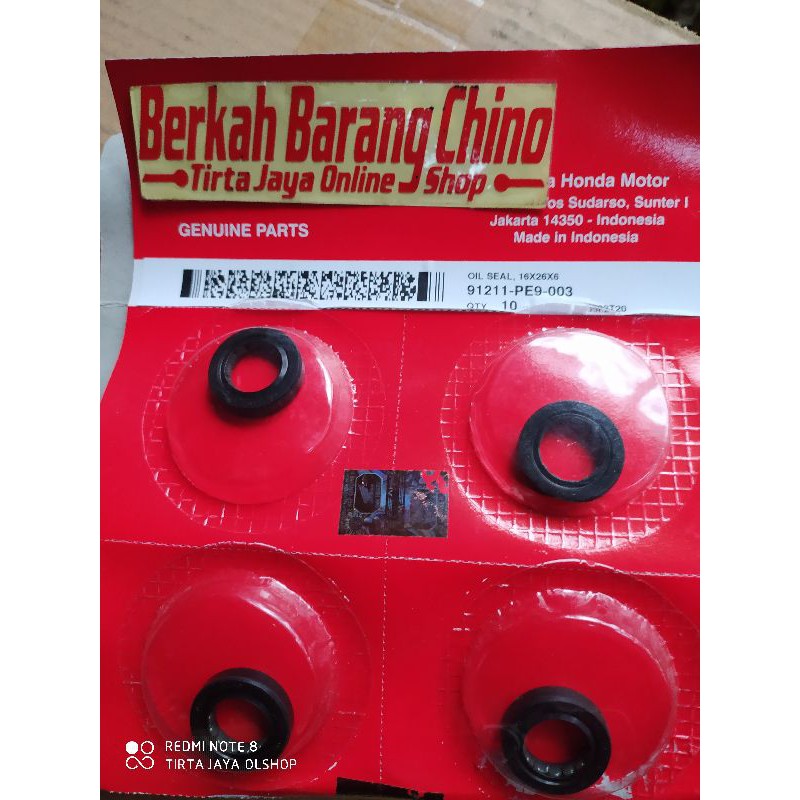 Berkah Barang Chino
Tirta Jaya Online Shop
a Honda Motor
os Sudarso, Sunter I
Jakarta 14350 - Indonesia
Made in Indonesia
GENUINE PARTS
OIL SEAL, 16X26X6
91211-PE9-003
QTY 10
REDMI NOTE 8
TIRTA JAYA OLSHOP